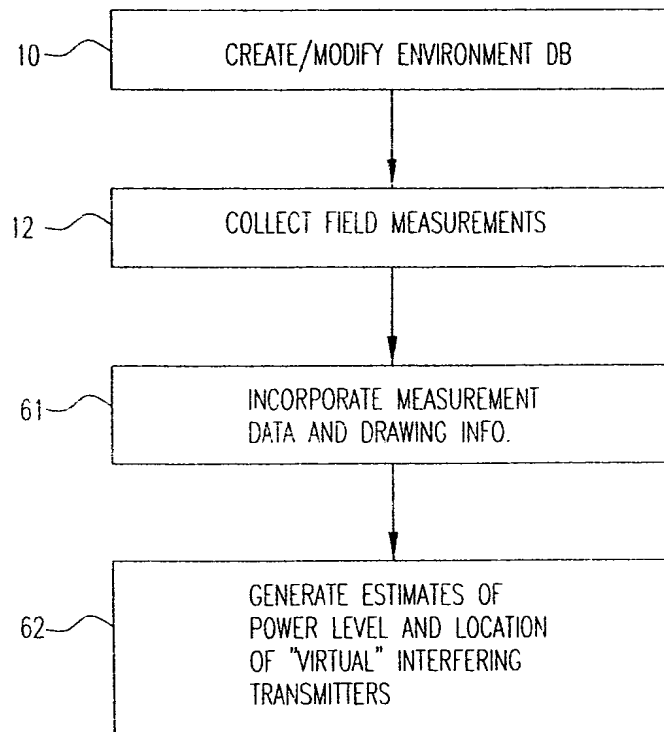 10
CREATE/MODIFY ENVIRONMENT DB
12
COLLECT FIELD MEASUREMENTS
61
INCORPORATE MEASUREMENT
DATA AND DRAWING INFO.
62
GENERATE ESTIMATES OF
POWER LEVEL AND LOCATION
OF "VIRTUAL" INTERFERING
TRANSMITTERS